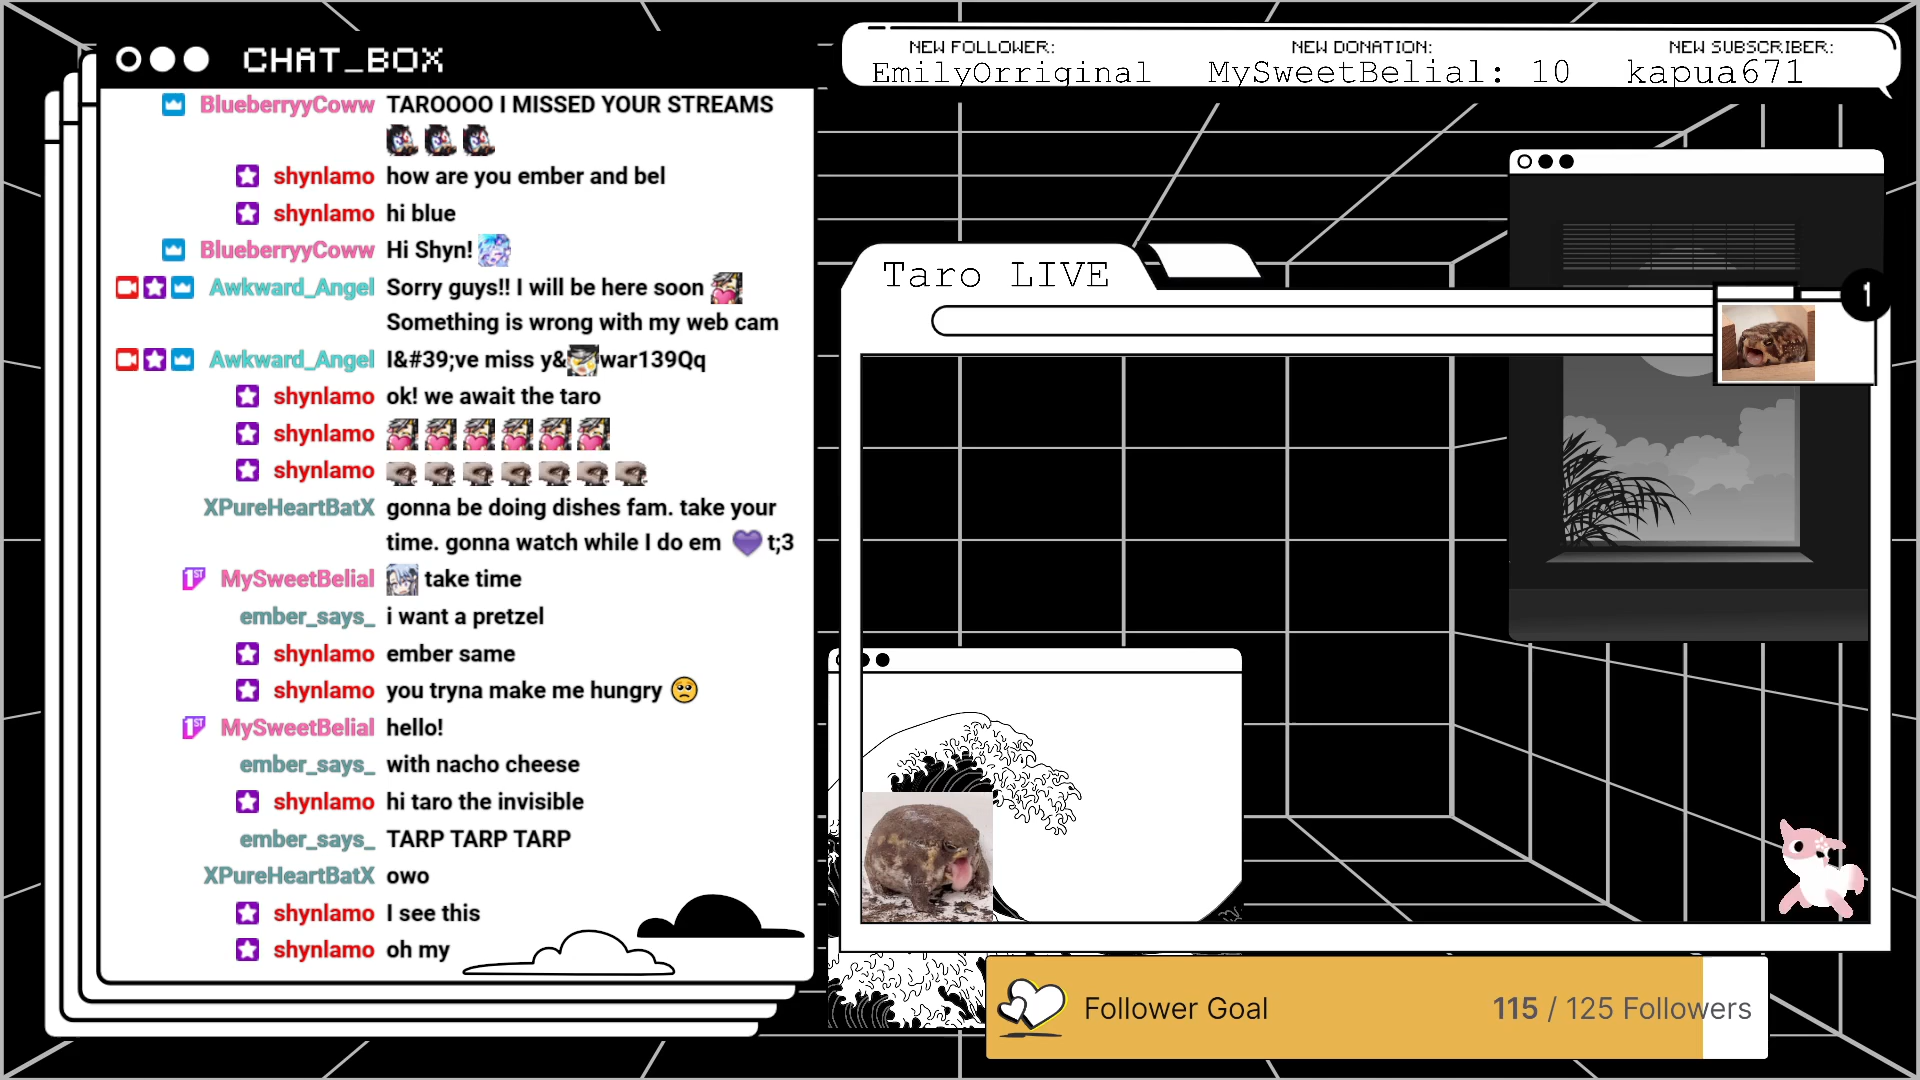 CHAT_BOX
NEW FOLLOWER:
EmilyOrriginal
NEW DONATION:
MySweetBelial: 10
NEW SUBSCRIBER:
kapua671
BlueberryyCoww TAROOOO I MISSED YOUR STREAMS
shynlamo how are you ember and bel
shynlamo hi blue
BlueberryyCoww Hi Shyn!
Awkward_Angel Sorry guys!! I will be here soon
Something is wrong with my web cam
Awkward_Angel I&#39;ve miss y& war139Qq
shynlamo ok! we await the taro
shynlamo
shynlamo
XPureHeartBatX gonna be doing dishes fam. take your
time. gonna watch while I do em 💜 t;3
1ST MySweetBelial take time
ember_says_ i want a pretzel
shynlamo ember same
shynlamo you tryna make me hungry 🥺
1ST MySweetBelial hello!
ember_says_ with nacho cheese
shynlamo hi taro the invisible
ember_says_ TARP TARP TARP
XPureHeartBatX owo
shynlamo I see this
shynlamo oh my
Taro LIVE
1
Follower Goal
115 / 125 Followers